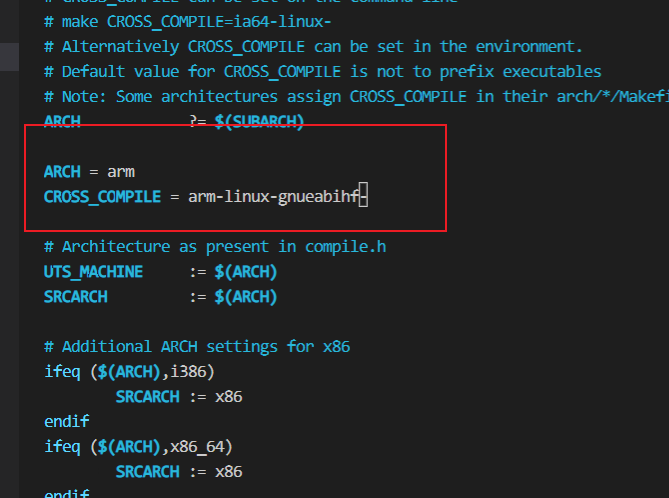 # CROSS_COMPILE can be set on the command line
# make CROSS_COMPILE=ia64-linux-
# Alternatively CROSS_COMPILE can be set in the environment.
# Default value for CROSS_COMPILE is not to prefix executables
# Note: Some architectures assign CROSS_COMPILE in their arch/*/Makefi
ARCH ?= $(SUBARCH)
ARCH = arm
CROSS_COMPILE = arm-linux-gnueabihf-
# Architecture as present in compile.h
UTS_MACHINE := $(ARCH)
SRCARCH := $(ARCH)
# Additional ARCH settings for x86
ifeq ($(ARCH),i386)
SRCARCH := x86
endif
ifeq ($(ARCH),x86_64)
SRCARCH := x86
endif